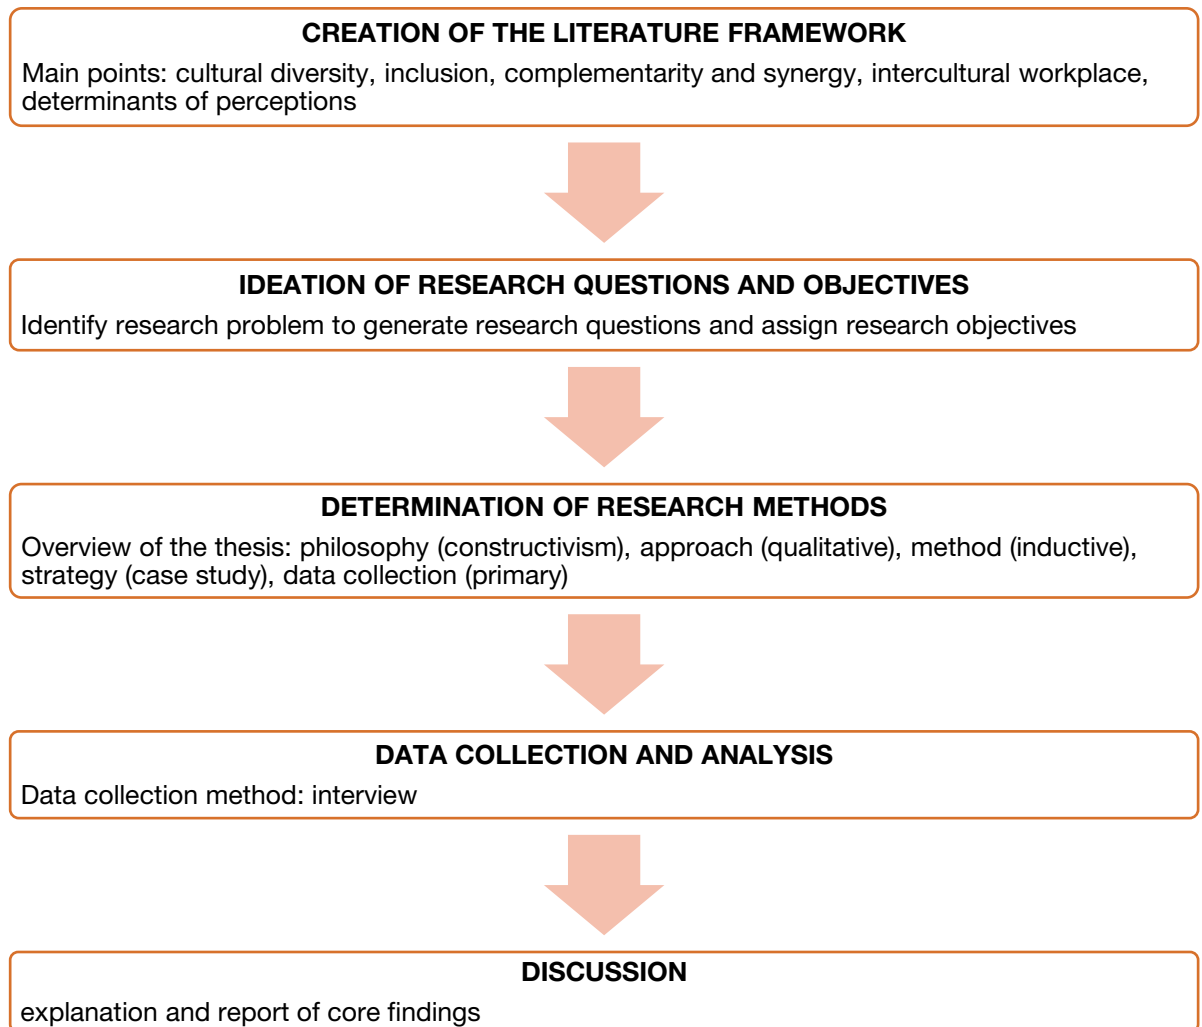 CREATION OF THE LITERATURE FRAMEWORK
Main points: cultural diversity, inclusion, complementarity and synergy, intercultural workplace,
determinants of perceptions
IDEATION OF RESEARCH QUESTIONS AND OBJECTIVES
Identify research problem to generate research questions and assign research objectives
DETERMINATION OF RESEARCH METHODS
Overview of the thesis: philosophy (constructivism), approach (qualitative), method (inductive),
strategy (case study), data collection (primary)
DATA COLLECTION AND ANALYSIS
Data collection method: interview
DISCUSSION
explanation and report of core findings